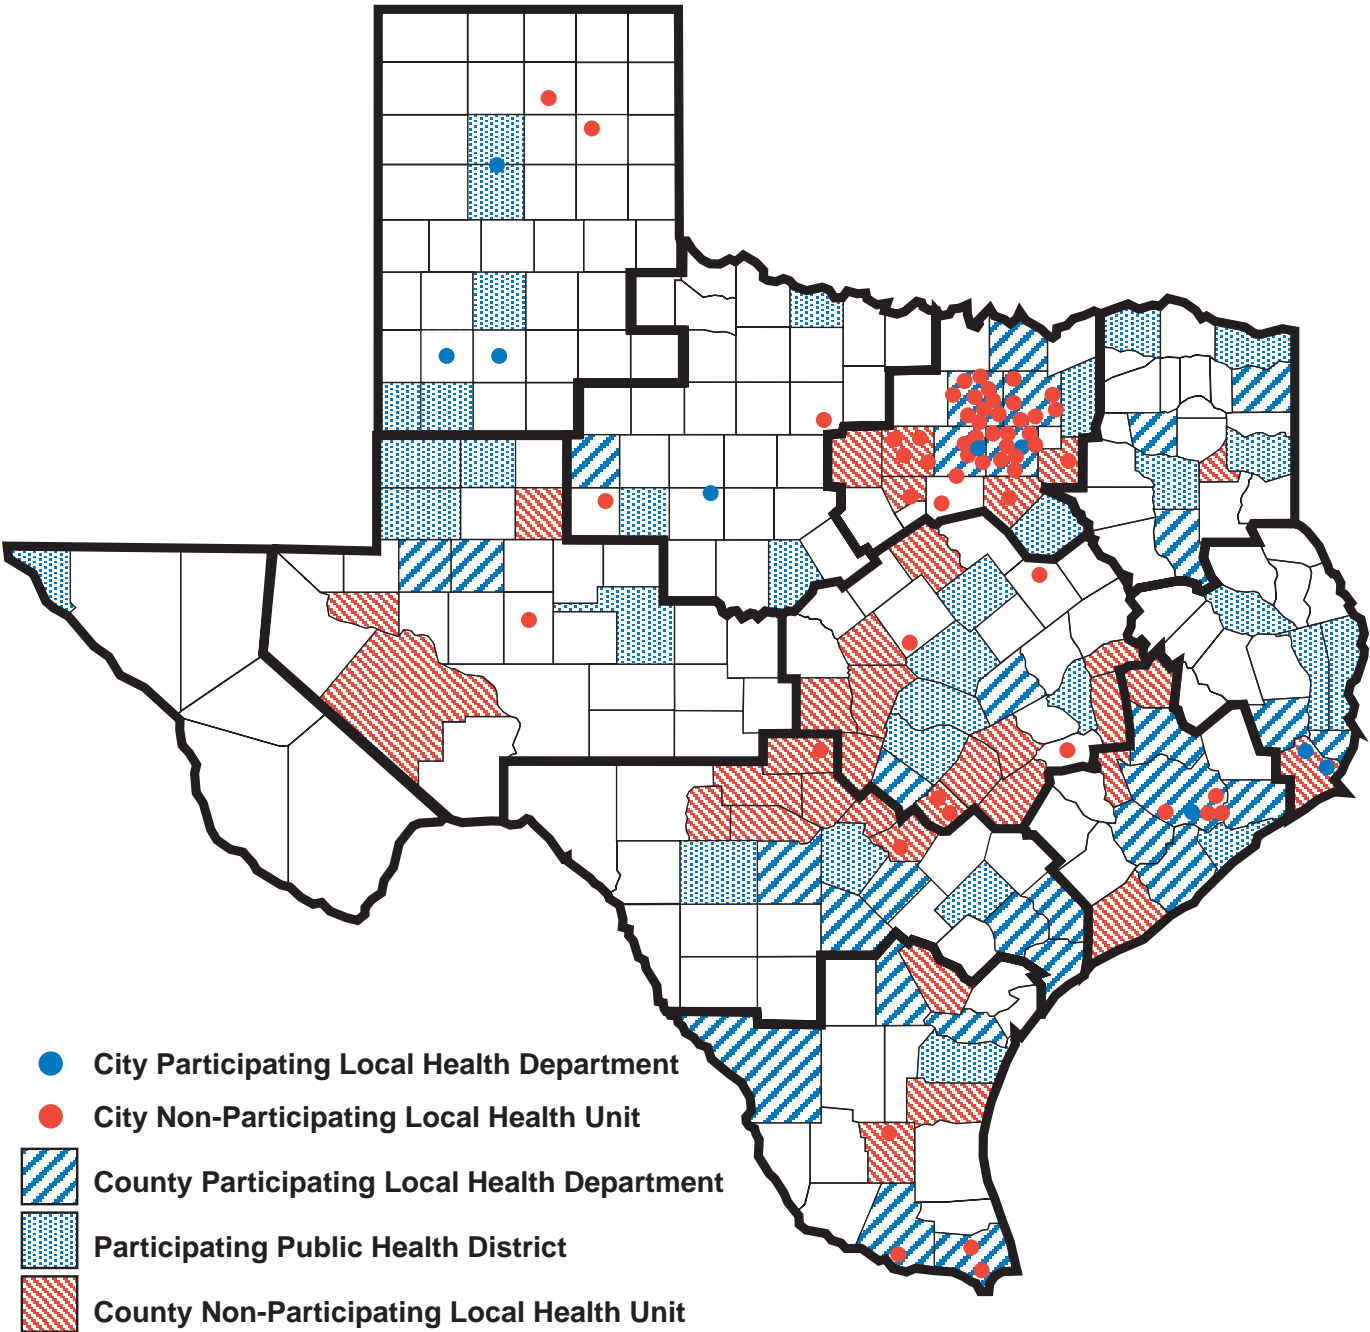 City Participating Local Health Department
City Non-Participating Local Health Unit
County Participating Local Health Department
Participating Public Health District
County Non-Participating Local Health Unit